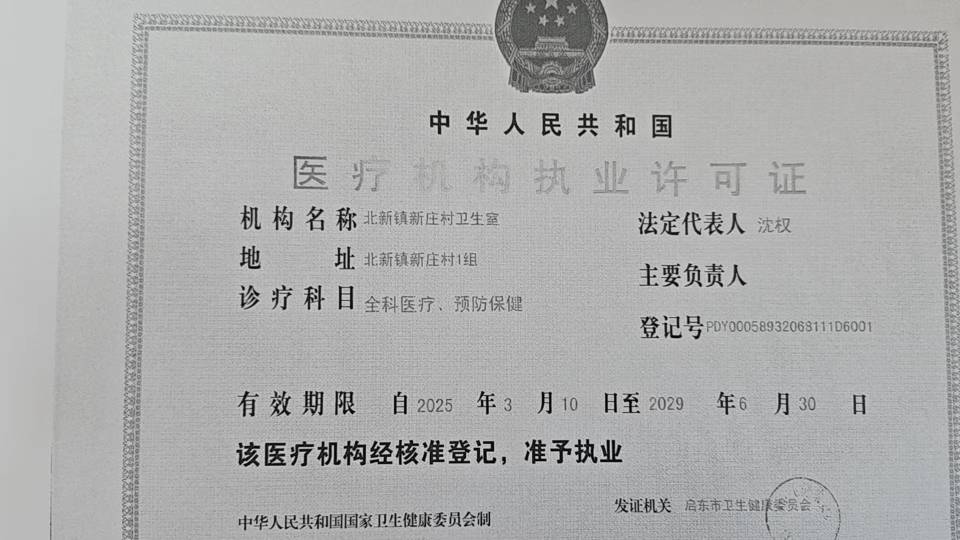 中华人民共和国
医疗机构执业许可证
机构名称 北新镇新庄村卫生室 法定代表人 沈权
地址 北新镇新庄村1组 主要负责人
诊疗科目 全科医疗、预防保健
登记号 PDY00058932068111D6001
有效期限 自 2025 年 3 月 10 日至 2029 年 6 月 30 日
该医疗机构经核准登记，准予执业
发证机关 启东市卫生健康委员会
中华人民共和国国家卫生健康委员会制